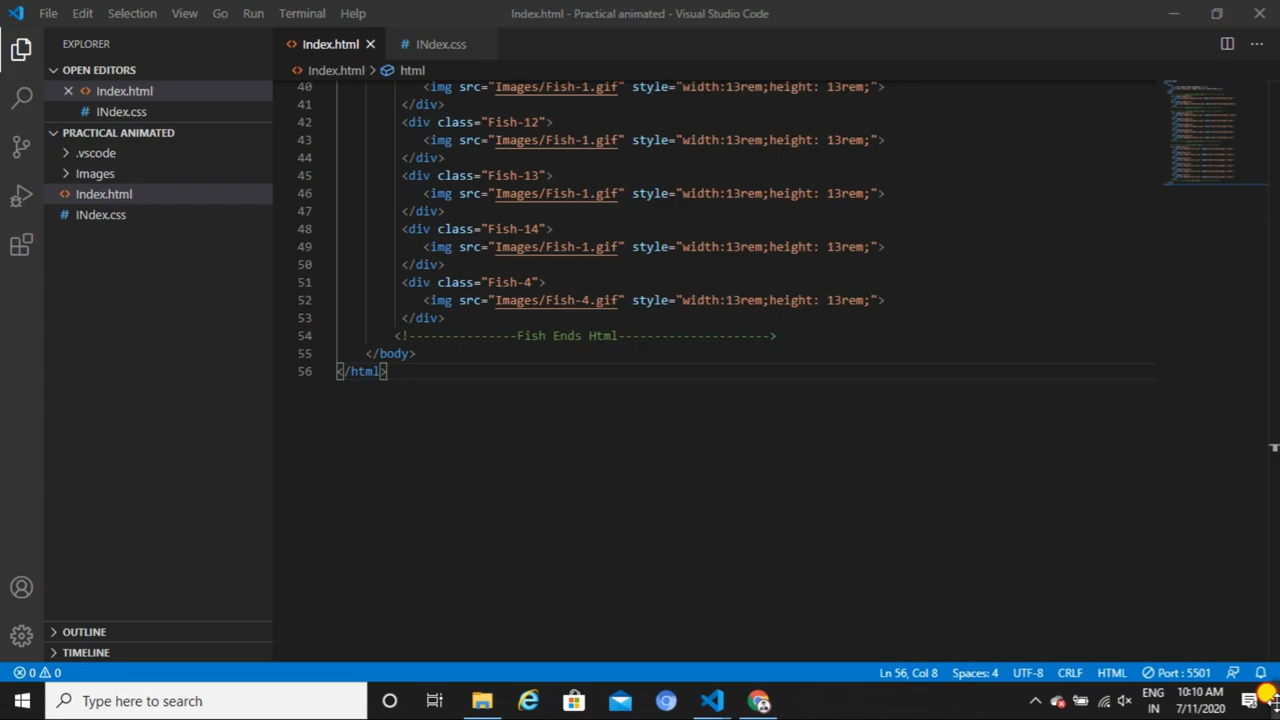 File Edit Selection View Go Run Terminal Help Index.html - Practical animated - Visual Studio Code
EXPLORER
OPEN EDITORS
Index.html
INdex.css
PRACTICAL ANIMATED
.vscode
Images
Index.html
INdex.css
OUTLINE
TIMELINE
Index.html INdex.css
Index.html > html
40 <img src="Images/Fish-1.gif" style="width:13rem;height: 13rem;">
41 </div>
42 <div class="Fish-12">
43 <img src="Images/Fish-1.gif" style="width:13rem;height: 13rem;">
44 </div>
45 <div class="Fish-13">
46 <img src="Images/Fish-1.gif" style="width:13rem;height: 13rem;">
47 </div>
48 <div class="Fish-14">
49 <img src="Images/Fish-1.gif" style="width:13rem;height: 13rem;">
50 </div>
51 <div class="Fish-4">
52 <img src="Images/Fish-4.gif" style="width:13rem;height: 13rem;">
53 </div>
54 <!---------------Fish Ends Html--------------------->
55 </body>
56 </html>
0 0 Ln 56, Col 8 Spaces: 4 UTF-8 CRLF HTML Port : 5501
Type here to search
ENG
IN
10:10 AM
7/11/2020